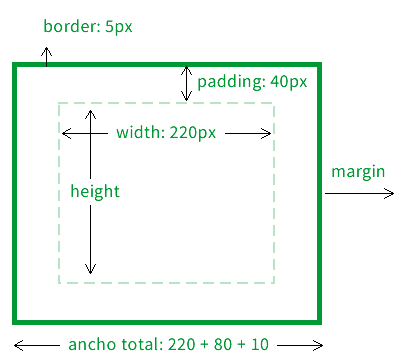 border: 5px
padding: 40px
width: 220px
margin
height
ancho total: 220 + 80 + 10